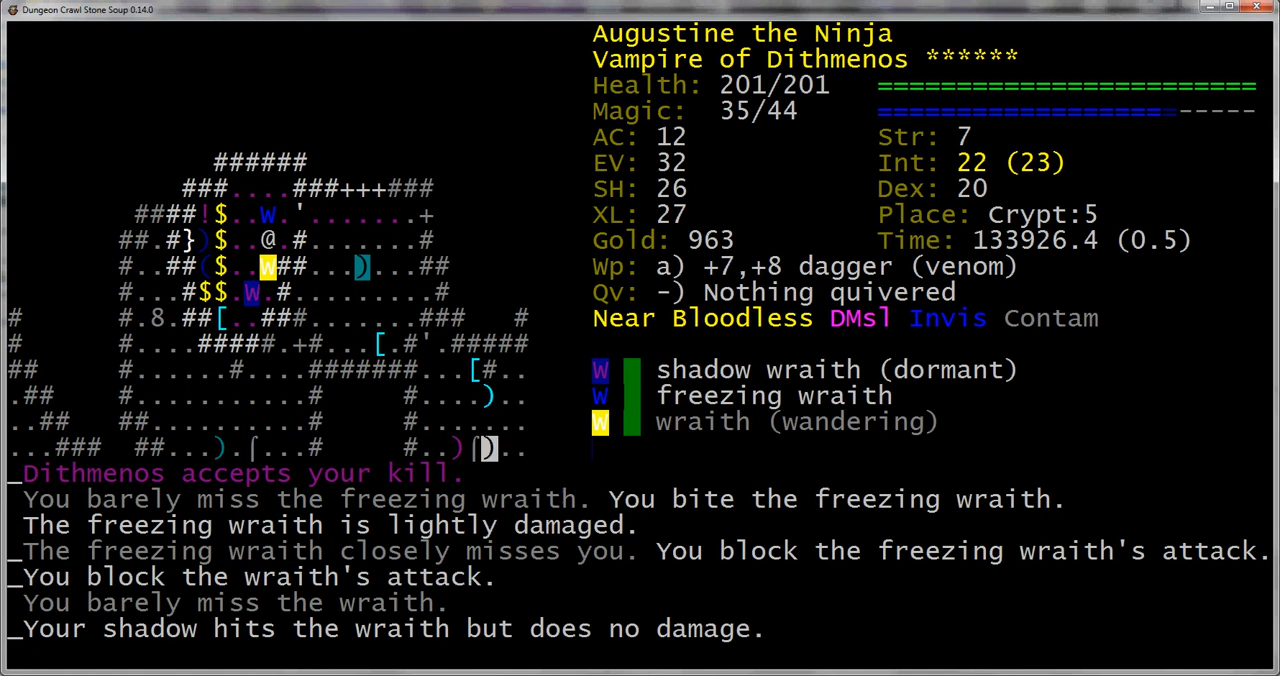 Dungeon Crawl Stone Soup 0.14.0
Augustine the Ninja
Vampire of Dithmenos ******
Health: 201/201 ========================
Magic: 35/44 ==================-----
AC: 12 Str: 7
EV: 32 Int: 22 (23)
SH: 26 Dex: 20
XL: 27 Place: Crypt:5
Gold: 963 Time: 133926.4 (0.5)
Wp: a) +7,+8 dagger (venom)
Qv: -) Nothing quivered
Near Bloodless DMsl Invis Contam
W shadow wraith (dormant)
W freezing wraith
W wraith (wandering)
######
###....###+++###
####!$..W.'.......+
##.#})$..@.#.......#
#..##($..W##...)...##
#...#$$.W.#.........#
# #.8.##[..###.......### #
# #....#####.+#...[.#'.#####
## #.......#....#######...[#..
.## #...........# #....)..
..## ##..........# #.......
...### ##...).⌠...# #..)⌠)..
_Dithmenos accepts your kill.
You barely miss the freezing wraith. You bite the freezing wraith.
The freezing wraith is lightly damaged.
_The freezing wraith closely misses you. You block the freezing wraith's attack.
_You block the wraith's attack.
You barely miss the wraith.
_Your shadow hits the wraith but does no damage.